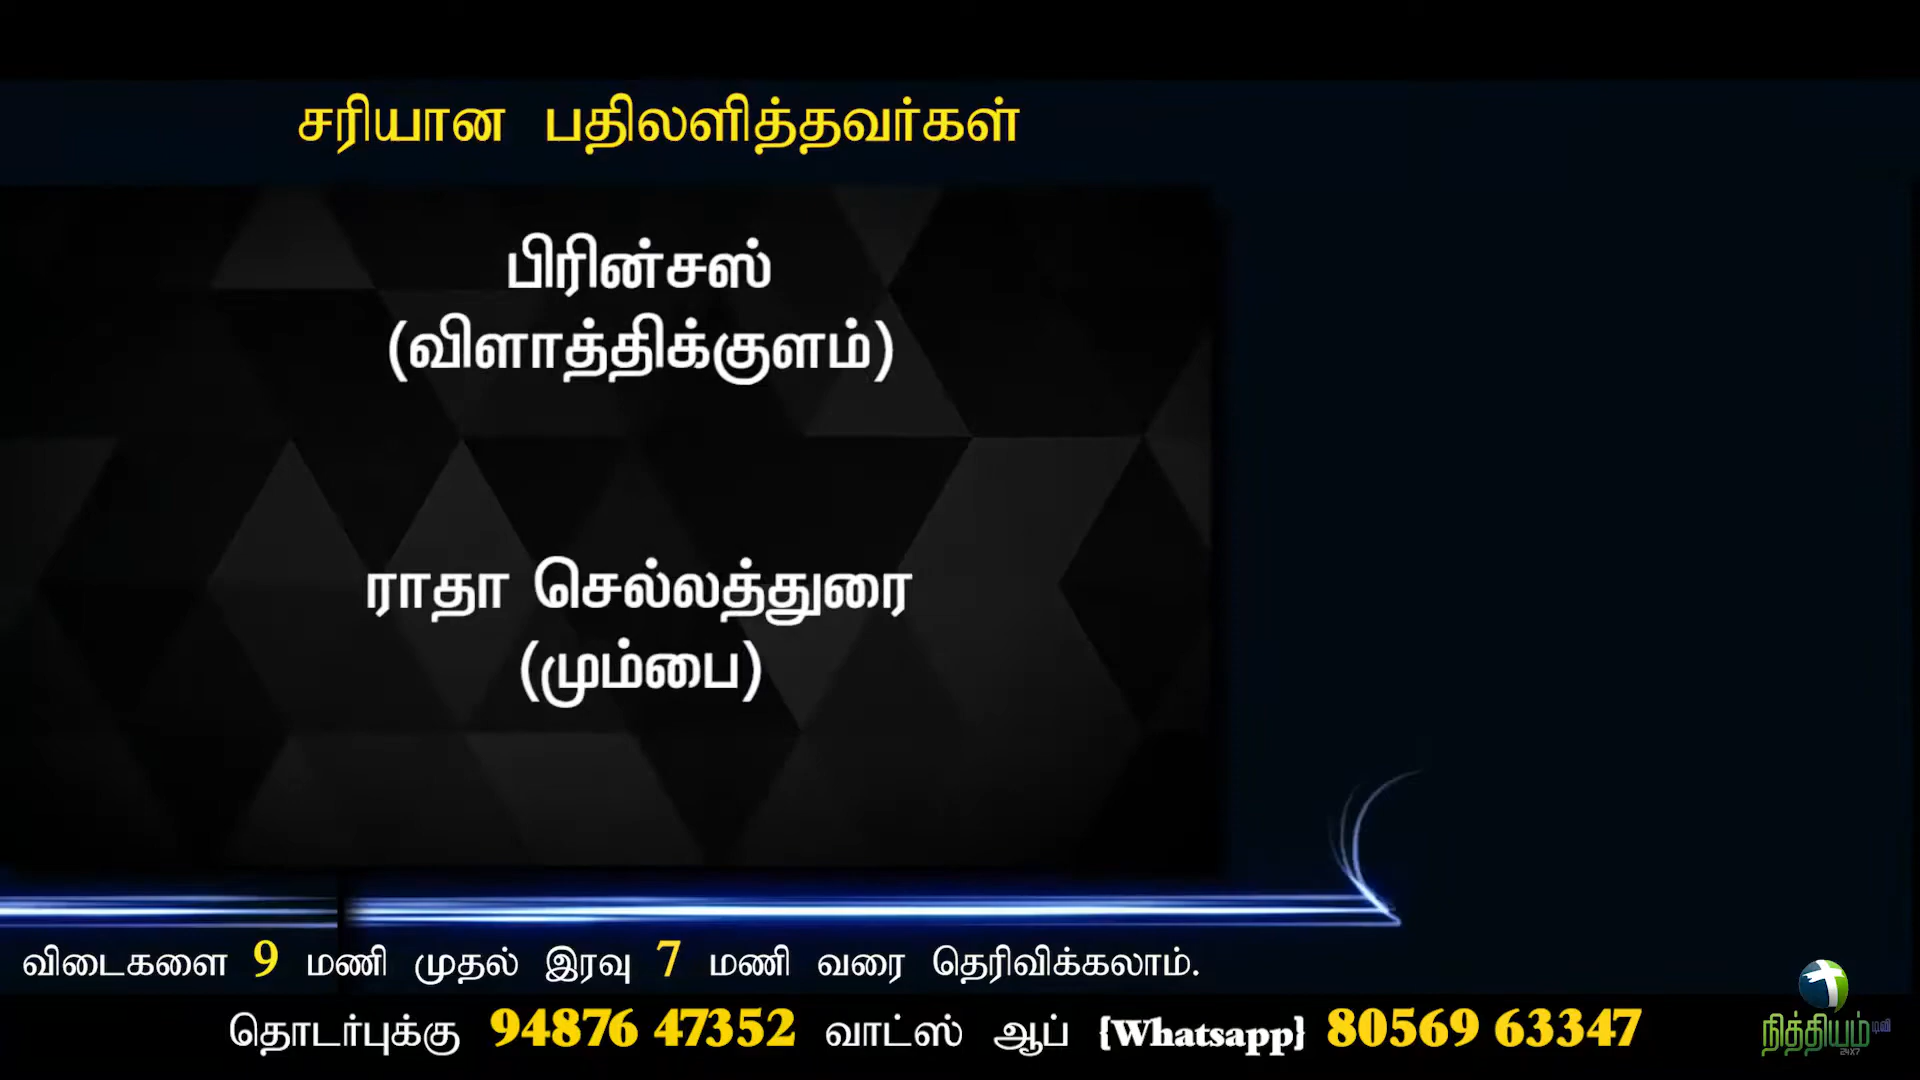 சரியான பதிலளித்தவர்கள்
பிரின்சஸ்
(விளாத்திக்குளம்)
ராதா செல்லத்துரை
(மும்பை)
விடைகளை 9 மணி முதல் இரவு 7 மணி வரை தெரிவிக்கலாம்.
தொடர்புக்கு 94876 47352 வாட்ஸ் ஆப் {Whatsapp} 80569 63347
நித்தியம் டிவி
24X7